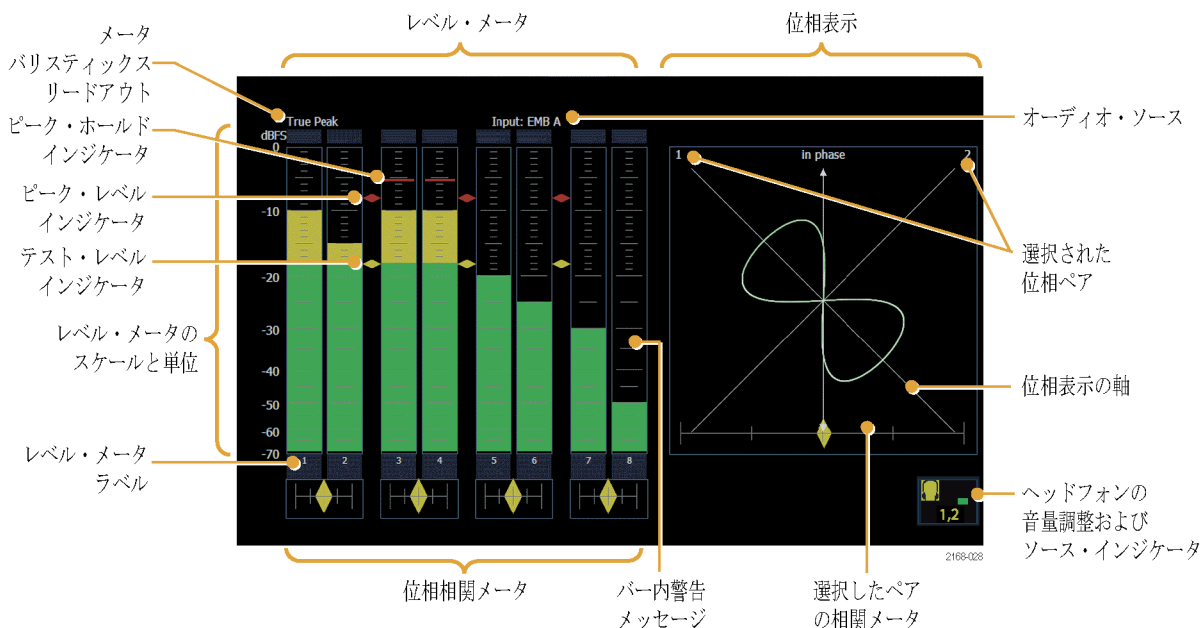 レベル・メータ
位相表示
メータ
バリスティックス
リードアウト
ピーク・ホールド
インジケータ
ピーク・レベル
インジケータ
テスト・レベル
インジケータ
レベル・メータの
スケールと単位
レベル・メータ
ラベル
True Peak
Input: EMB A
dBFS
0
-10
-20
-30
-40
-50
-60
-70
1 2 3 4 5 6 7 8
1 in phase 2
オーディオ・ソース
選択された
位相ペア
位相表示の軸
1,2
ヘッドフォンの
音量調整および
ソース・インジケータ
2168-028
位相相関メータ
バー内警告
メッセージ
選択したペア
の相関メータ